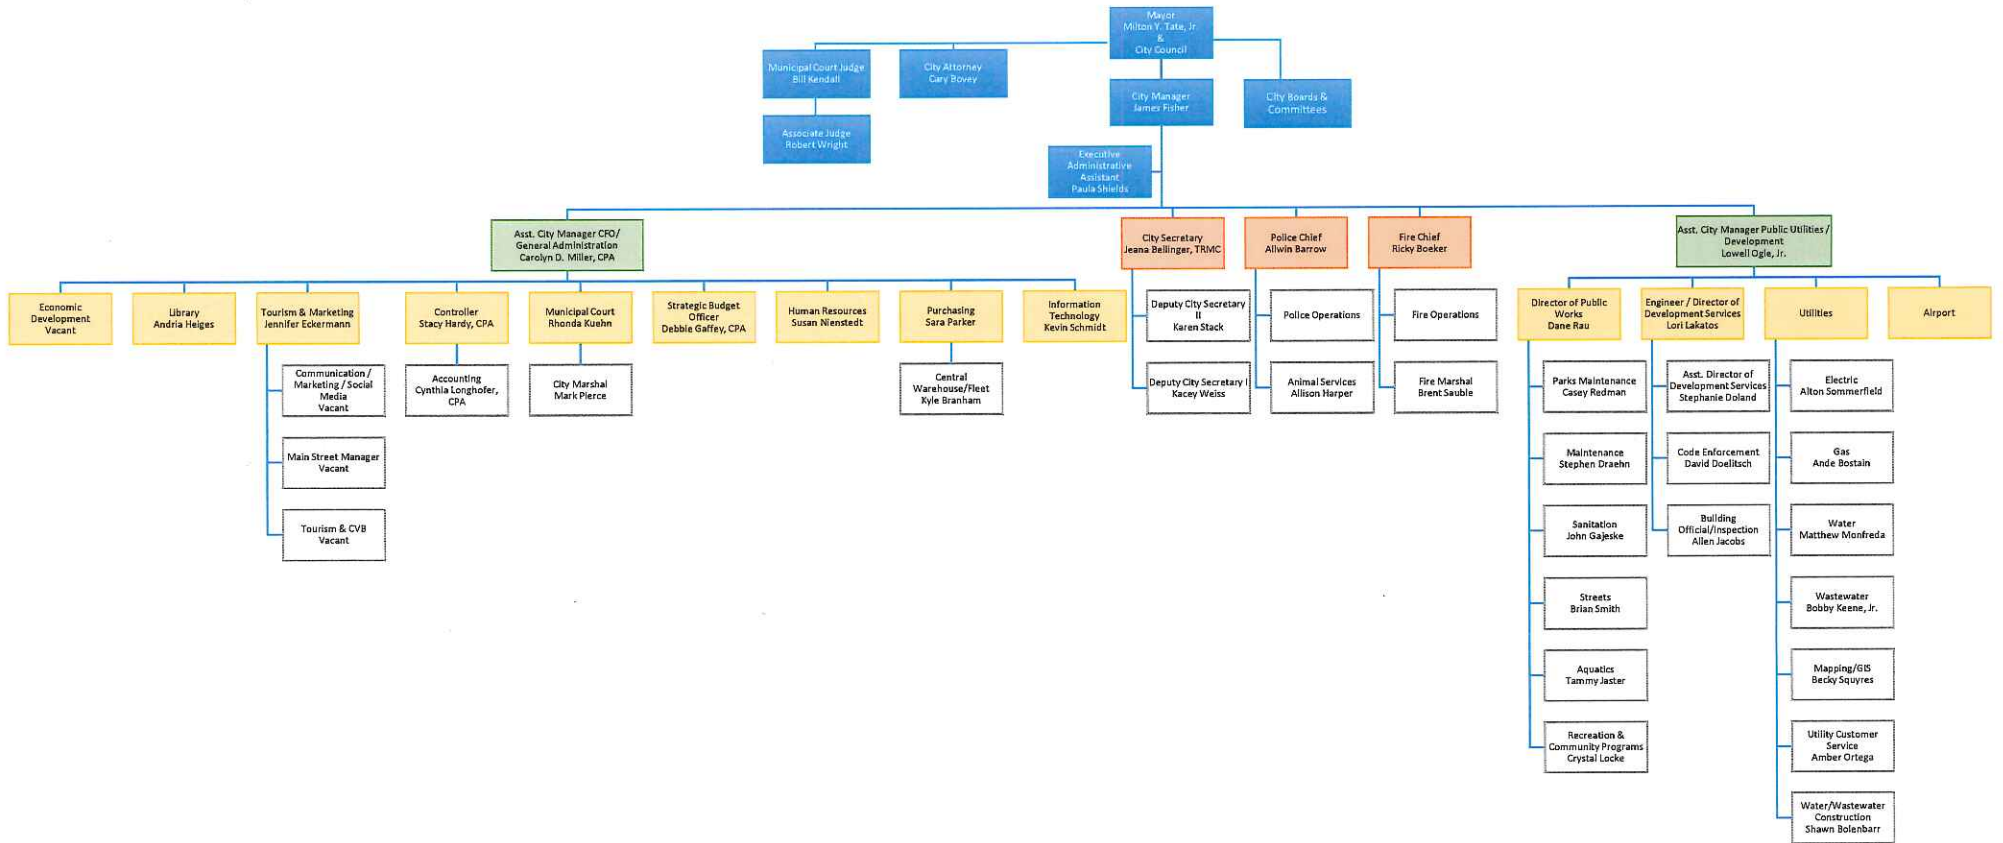 Mayor
Milton Y. Tate, Jr.
&
City Council
Municipal Court Judge
Bill Kendall
City Attorney
Cary Bovey
City Manager
James Fisher
City Boards &
Committees
Associate Judge
Robert Wright
Executive
Administrative
Assistant
Paula Shields
Asst. City Manager CFO/
General Administration
Carolyn D. Miller, CPA
City Secretary
Jeana Bellinger, TRMC
Police Chief
Allwin Barrow
Fire Chief
Ricky Boeker
Asst. City Manager Public Utilities /
Development
Lowell Ogle, Jr.
Economic
Development
Vacant
Library
Andria Heiges
Tourism & Marketing
Jennifer Eckermann
Controller
Stacy Hardy, CPA
Municipal Court
Rhonda Kuehn
Strategic Budget
Officer
Debbie Gaffey, CPA
Human Resources
Susan Nienstedt
Purchasing
Sara Parker
Information
Technology
Kevin Schmidt
Deputy City Secretary
II
Karen Stack
Police Operations
Fire Operations
Director of Public
Works
Dane Rau
Engineer / Director of
Development Services
Lori Lakatos
Utilities
Airport
Communication /
Marketing / Social
Media
Vacant
Accounting
Cynthia Longhofer,
CPA
City Marshal
Mark Pierce
Central
Warehouse/Fleet
Kyle Branham
Deputy City Secretary I
Kacey Weiss
Animal Services
Allison Harper
Fire Marshal
Brent Sauble
Parks Maintenance
Casey Redman
Asst. Director of
Development Services
Stephanie Doland
Electric
Alton Sommerfield
Main Street Manager
Vacant
Maintenance
Stephen Draehn
Code Enforcement
David Doelitsch
Gas
Ande Bostain
Tourism & CVB
Vacant
Sanitation
John Gajeske
Building
Official/Inspection
Allen Jacobs
Water
Matthew Monfreda
Streets
Brian Smith
Wastewater
Bobby Keene, Jr.
Aquatics
Tammy Jaster
Mapping/GIS
Becky Squyres
Recreation &
Community Programs
Crystal Locke
Utility Customer
Service
Amber Ortega
Water/Wastewater
Construction
Shawn Bolenbarr